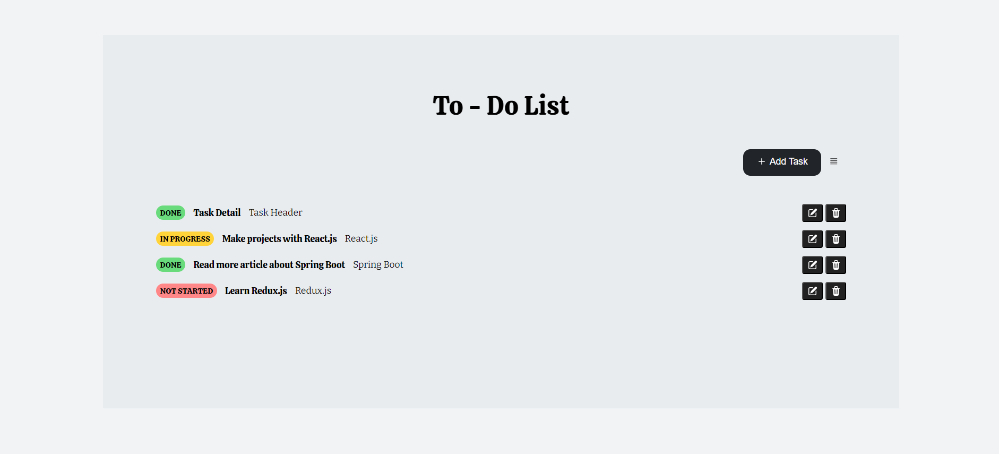 To - Do List
+ Add Task
DONE Task Detail Task Header
IN PROGRESS Make projects with React.js React.js
DONE Read more article about Spring Boot Spring Boot
NOT STARTED Learn Redux.js Redux.js